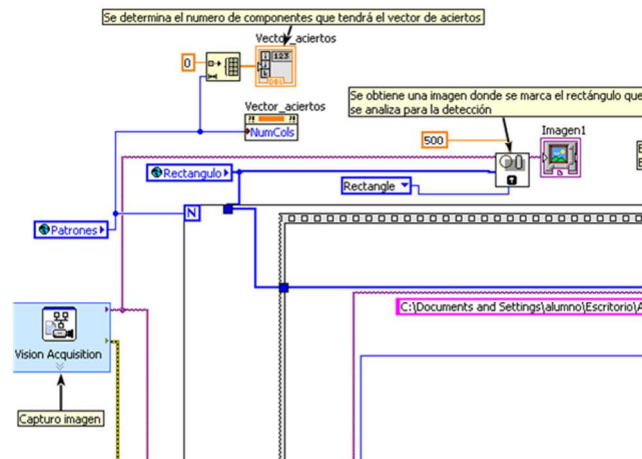 Se determina el numero de componentes que tendrá el vector de aciertos
Vector_aciertos
0
123
Vector_aciertos
NumCols
Se obtiene una imagen donde se marca el rectángulo que
se analiza para la detección
500
Imagen1
Rectangulo
Rectangle
Patrones
N
C:\Documents and Settings\alumno\Escritorio\A
Vision Acquisition
Capturo imagen